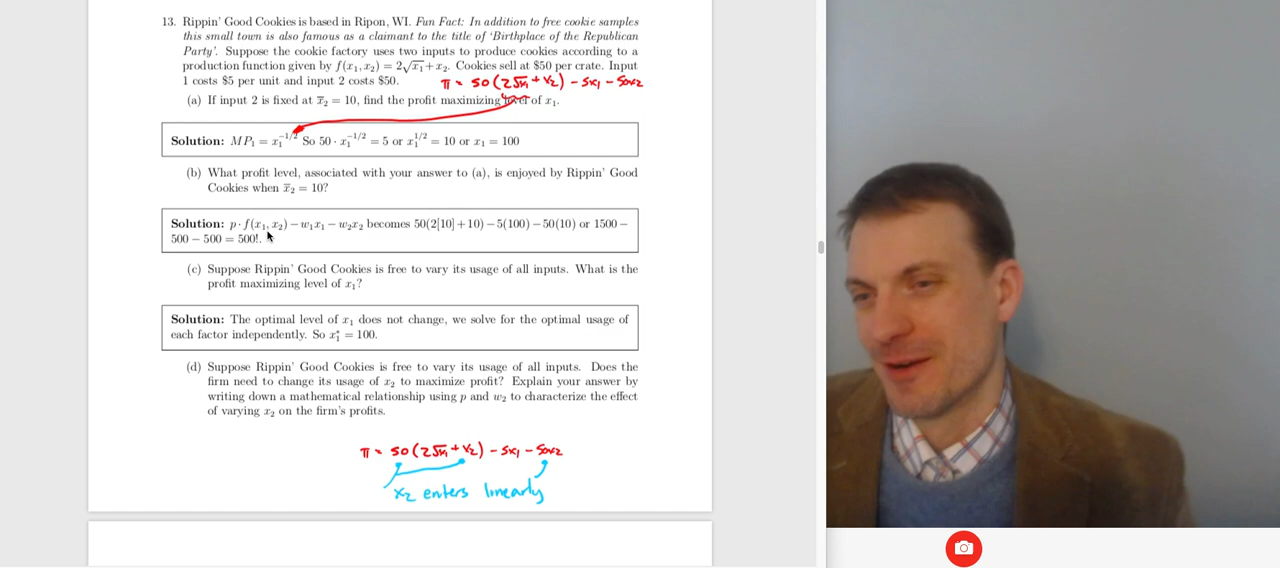 13. Rippin' Good Cookies is based in Ripon, WI. Fun Fact: In addition to free cookie samples
this small town is also famous as a claimant to the title of 'Birthplace of the Republican
Party'. Suppose the cookie factory uses two inputs to produce cookies according to a
production function given by f(x₁, x₂) = 2√x₁ + x₂. Cookies sell at $50 per crate. Input
1 costs $5 per unit and input 2 costs $50.
π = 50(2√x₁ + x₂) − 5x₁ − 50x₂
(a) If input 2 is fixed at x̅₂ = 10, find the profit maximizing level of x₁.
Solution: MP₁ = x₁^(−1/2) So 50 · x₁^(−1/2) = 5 or x₁^(1/2) = 10 or x₁ = 100
(b) What profit level, associated with your answer to (a), is enjoyed by Rippin' Good
Cookies when x̅₂ = 10?
Solution: p · f(x₁, x₂) − w₁x₁ − w₂x₂ becomes 50(2[10] + 10) − 5(100) − 50(10) or 1500 −
500 − 500 = 500!.
(c) Suppose Rippin' Good Cookies is free to vary its usage of all inputs. What is the
profit maximizing level of x₁?
Solution: The optimal level of x₁ does not change, we solve for the optimal usage of
each factor independently. So x₁* = 100.
(d) Suppose Rippin' Good Cookies is free to vary its usage of all inputs. Does the
firm need to change its usage of x₂ to maximize profit? Explain your answer by
writing down a mathematical relationship using p and w₂ to characterize the effect
of varying x₂ on the firm's profits.
π = 50(2√x₁ + x₂) − 5x₁ − 50x₂
x₂ enters linearly